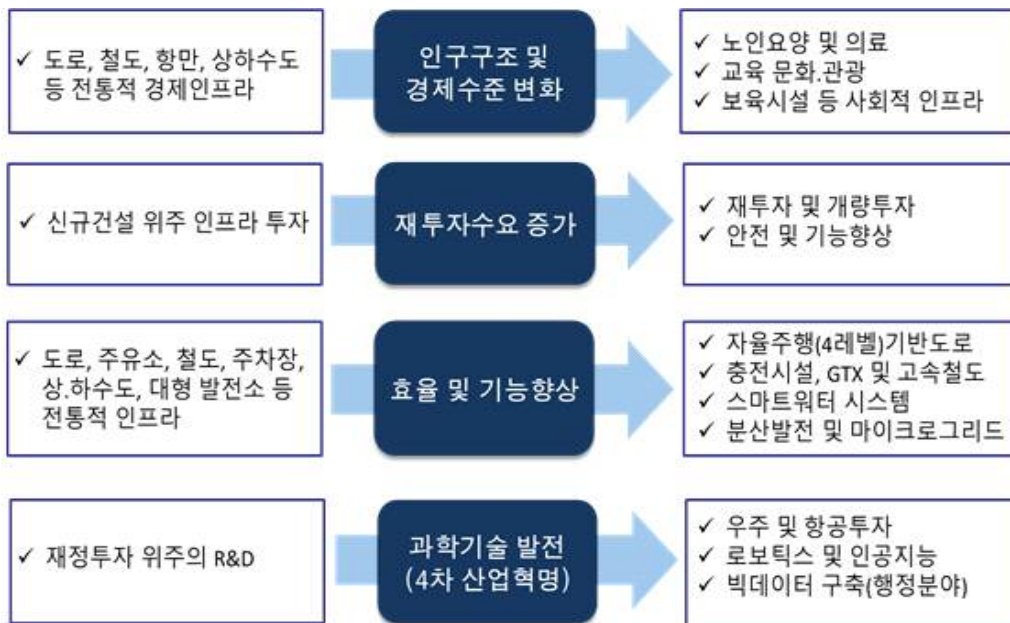 ✓ 도로, 철도, 항만, 상하수도
등 전통적 경제인프라
인구구조 및
경제수준 변화
✓ 노인요양 및 의료
✓ 교육 문화.관광
✓ 보육시설 등 사회적 인프라
✓ 신규건설 위주 인프라 투자
재투자수요 증가
✓ 재투자 및 개량투자
✓ 안전 및 기능향상
✓ 도로, 주유소, 철도, 주차장,
상.하수도, 대형 발전소 등
전통적 인프라
효율 및 기능향상
✓ 자율주행(4레벨)기반도로
✓ 충전시설, GTX 및 고속철도
✓ 스마트워터 시스템
✓ 분산발전 및 마이크로그리드
✓ 재정투자 위주의 R&D
과학기술 발전
(4차 산업혁명)
✓ 우주 및 항공투자
✓ 로보틱스 및 인공지능
✓ 빅데이터 구축(행정분야)